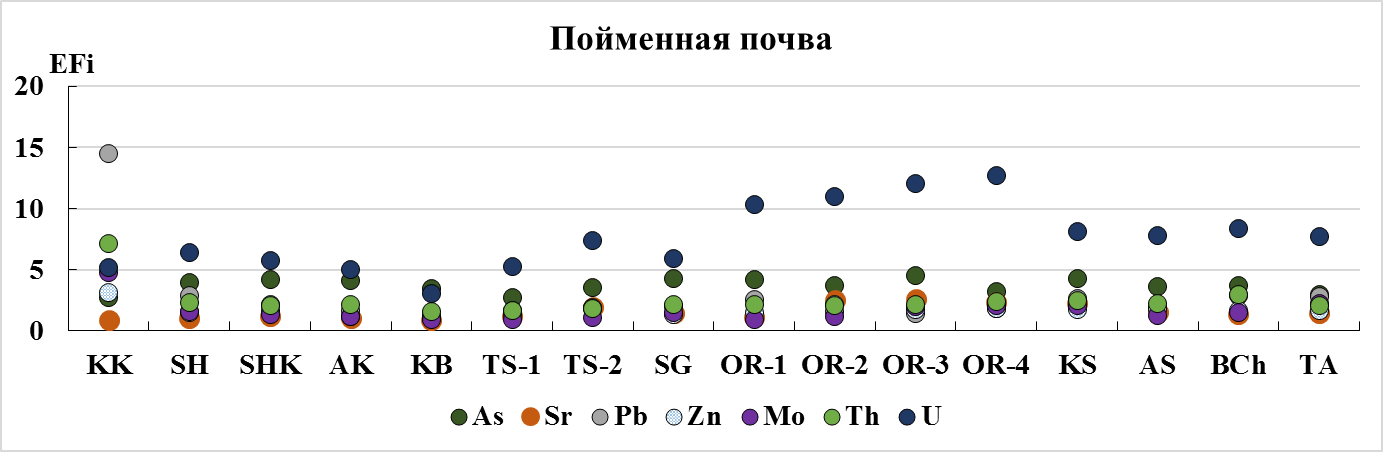 Пойменная почва
EFi
20
15
10
5
0
KK SH SHK AK KB TS-1 TS-2 SG OR-1 OR-2 OR-3 OR-4 KS AS BCh TA
As Sr Pb Zn Mo Th U